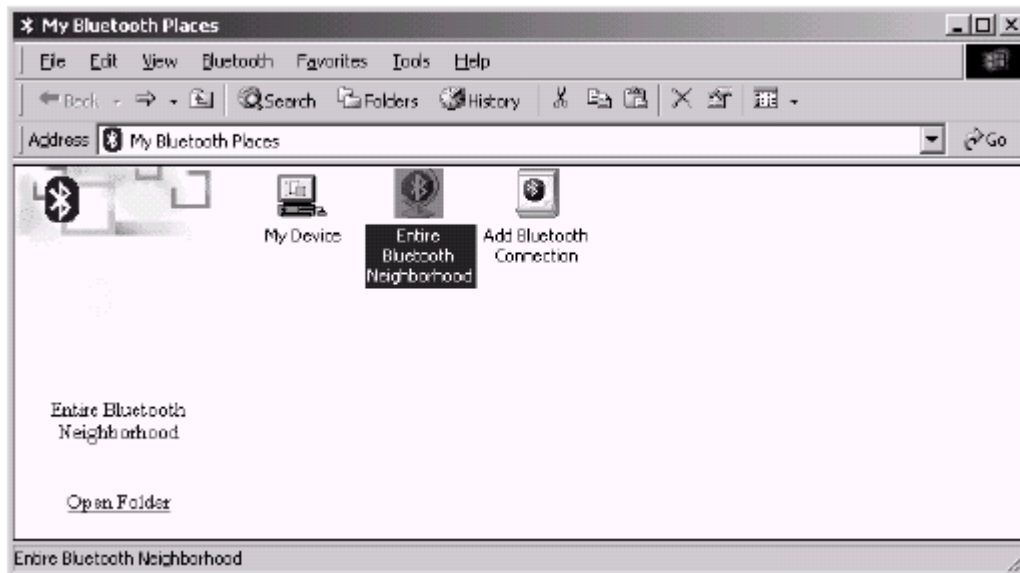 My Bluetooth Places
File Edit View Bluetooth Favorites Tools Help
Back Search Folders History
Address My Bluetooth Places Go
My Device Entire Bluetooth Neighborhood Add Bluetooth Connection
Entire Bluetooth
Neighborhood
Open Folder
Entire Bluetooth Neighborhood